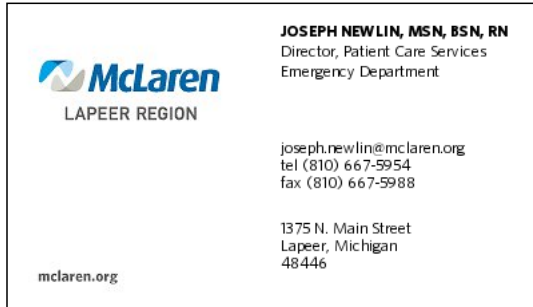 McLaren
LAPEER REGION
mclaren.org
JOSEPH NEWLIN, MSN, BSN, RN
Director, Patient Care Services
Emergency Department
joseph.newlin@mclaren.org
tel (810) 667-5954
fax (810) 667-5988
1375 N. Main Street
Lapeer, Michigan
48446